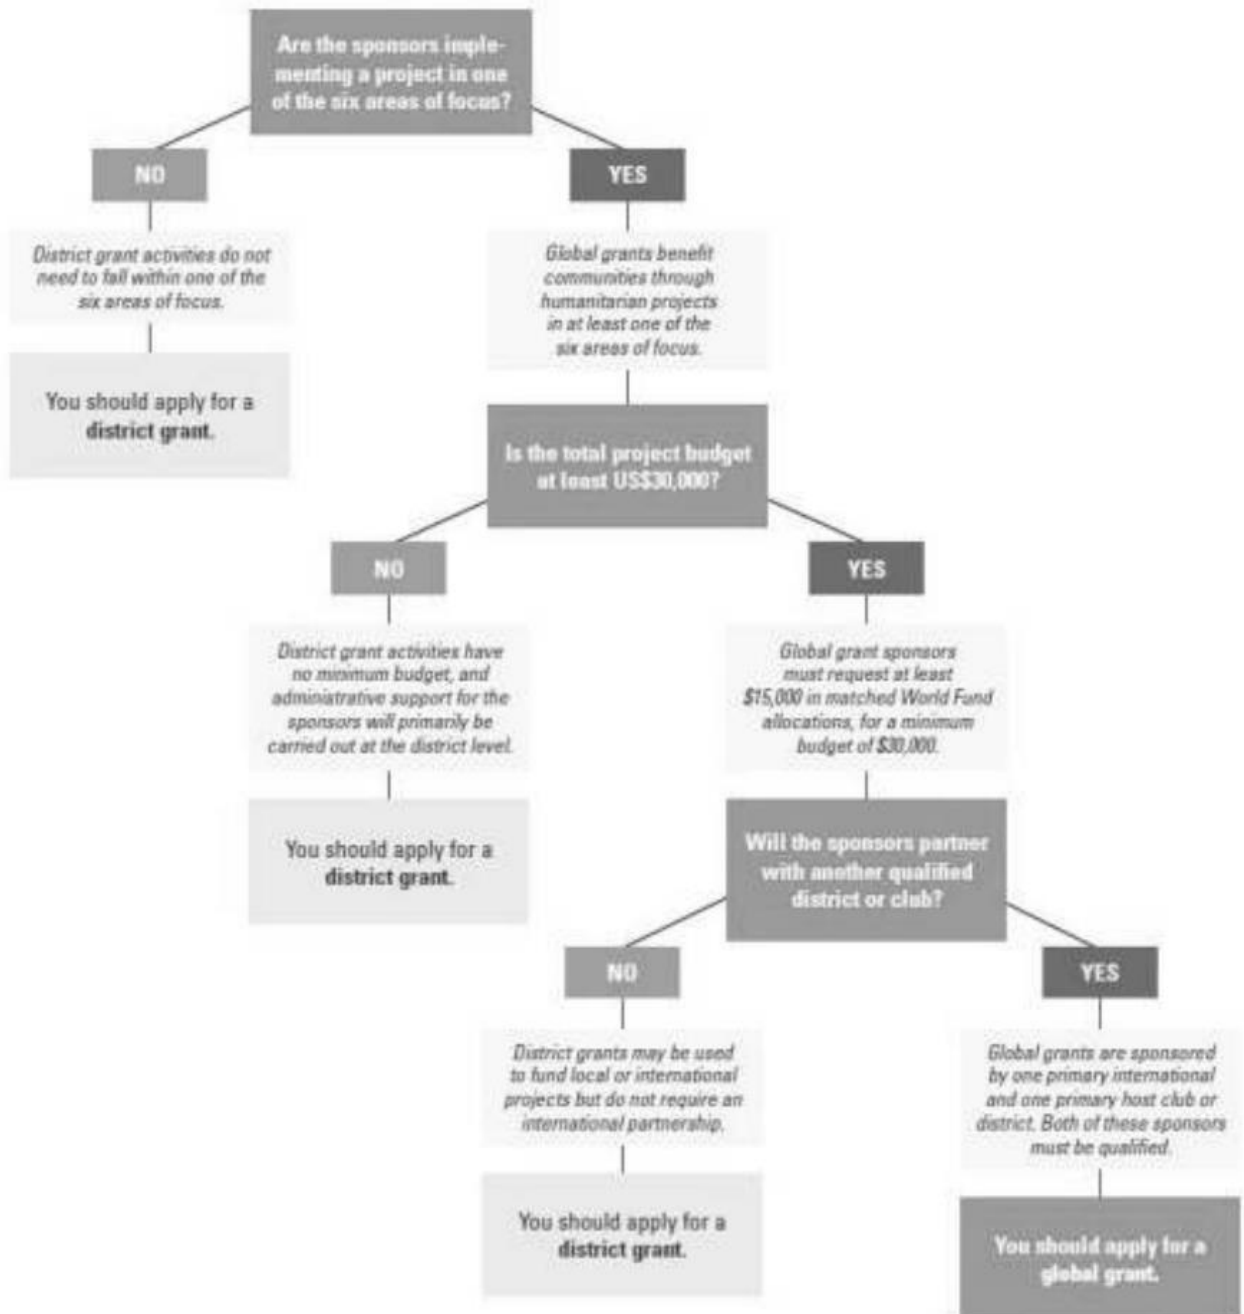 Are the sponsors imple-
menting a project in one
of the six areas of focus?
NO
District grant activities do not
need to fall within one of the
six areas of focus.
You should apply for a
district grant.
YES
Global grants benefit
communities through
humanitarian projects
in at least one of the
six areas of focus.
Is the total project budget
at least US$30,000?
NO
District grant activities have
no minimum budget, and
administrative support for the
sponsors will primarily be
carried out at the district level.
You should apply for a
district grant.
YES
Global grant sponsors
must request at least
$15,000 in matched World Fund
allocations, for a minimum
budget of $30,000.
Will the sponsors partner
with another qualified
district or club?
NO
District grants may be used
to fund local or international
projects but do not require an
international partnership.
You should apply for a
district grant.
YES
Global grants are sponsored
by one primary international
and one primary host club or
district. Both of these sponsors
must be qualified.
You should apply for a
global grant.